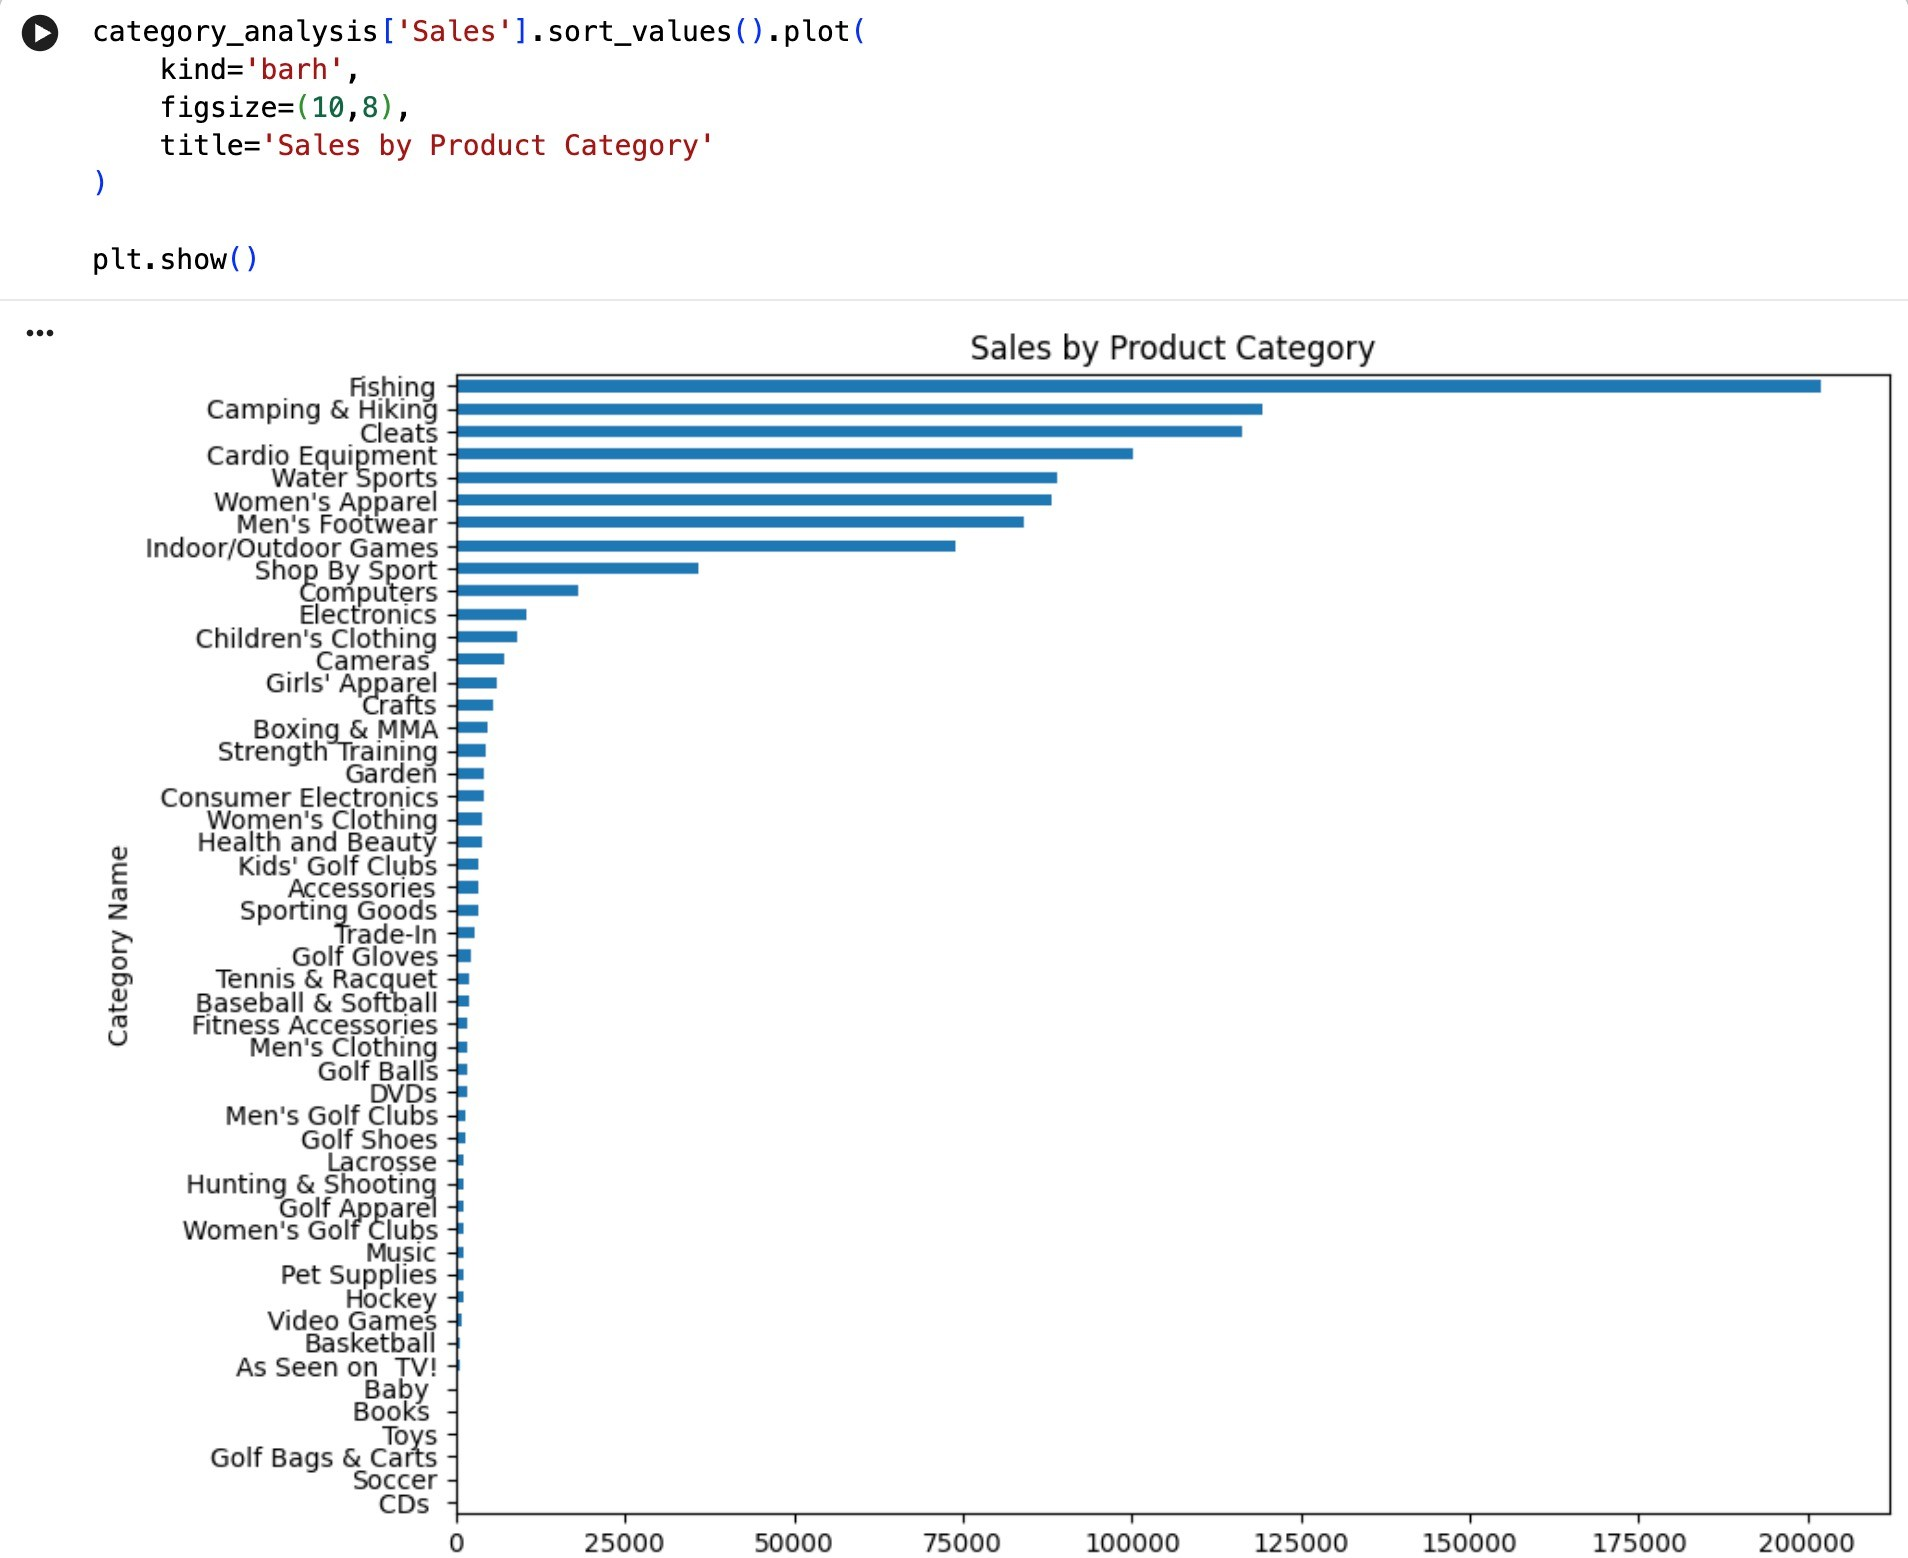 category_analysis['Sales'].sort_values().plot(
    kind='barh',
    figsize=(10,8),
    title='Sales by Product Category'
)
plt.show()
Sales by Product Category
Fishing
Camping & Hiking
Cleats
Cardio Equipment
Water Sports
Women's Apparel
Men's Footwear
Indoor/Outdoor Games
Shop By Sport
Computers
Electronics
Children's Clothing
Cameras
Girls' Apparel
Crafts
Boxing & MMA
Strength Training
Garden
Consumer Electronics
Women's Clothing
Health and Beauty
Kids' Golf Clubs
Accessories
Sporting Goods
Trade-In
Golf Gloves
Tennis & Racquet
Baseball & Softball
Fitness Accessories
Men's Clothing
Golf Balls
DVDs
Men's Golf Clubs
Golf Shoes
Lacrosse
Hunting & Shooting
Golf Apparel
Women's Golf Clubs
Music
Pet Supplies
Hockey
Video Games
Basketball
As Seen on  TV!
Baby
Books
Toys
Golf Bags & Carts
Soccer
CDs
Category Name
0 25000 50000 75000 100000 125000 150000 175000 200000